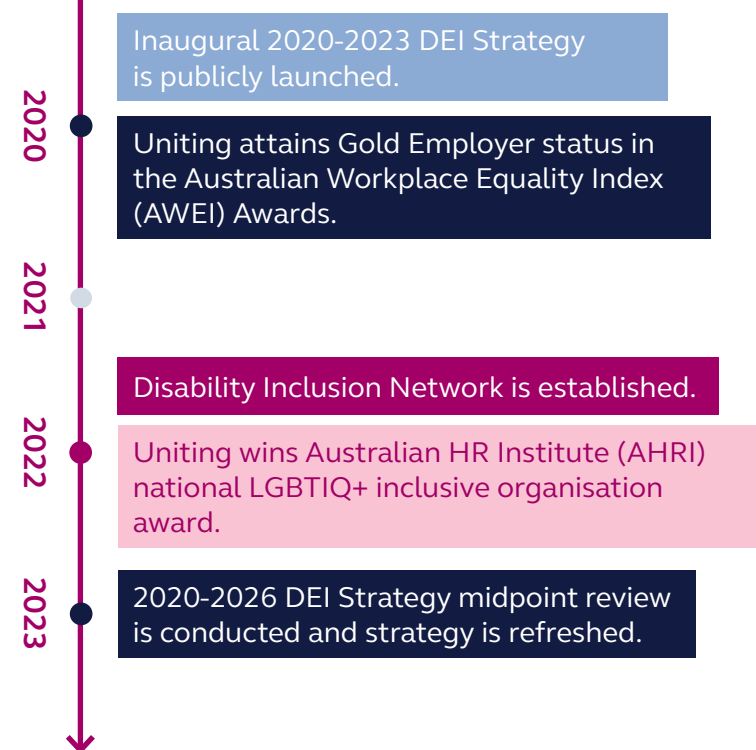 Inaugural 2020-2023 DEI Strategy
is publicly launched.
2020
Uniting attains Gold Employer status in
the Australian Workplace Equality Index
(AWEI) Awards.
2021
Disability Inclusion Network is established.
2022
Uniting wins Australian HR Institute (AHRI)
national LGBTIQ+ inclusive organisation
award.
2023
2020-2026 DEI Strategy midpoint review
is conducted and strategy is refreshed.